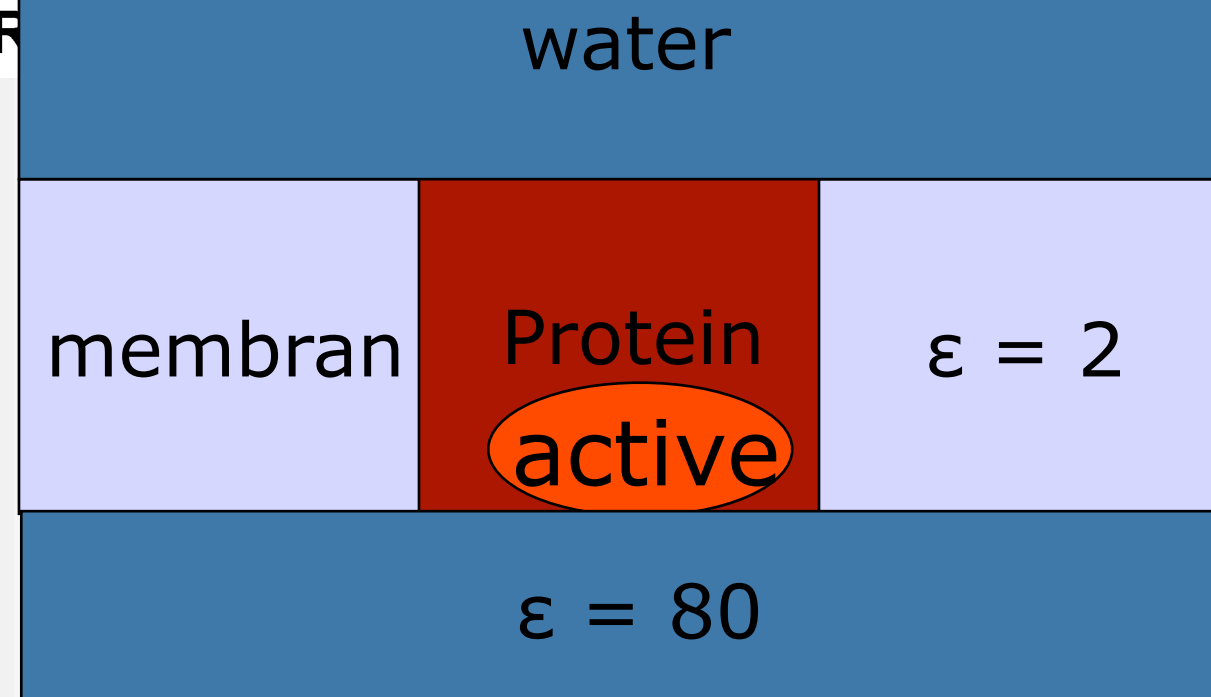 R
water
Protein
membran
ε = 2
active
ε = 80